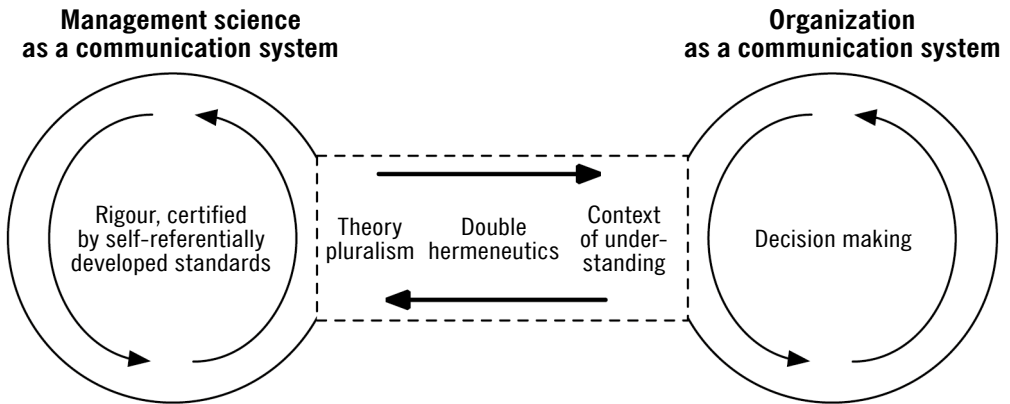 Management science
as a communication system
Organization
as a communication system
Rigour, certified
by self-referentially
developed standards
Theory
pluralism
Double
hermeneutics
Context
of under-
standing
Decision making